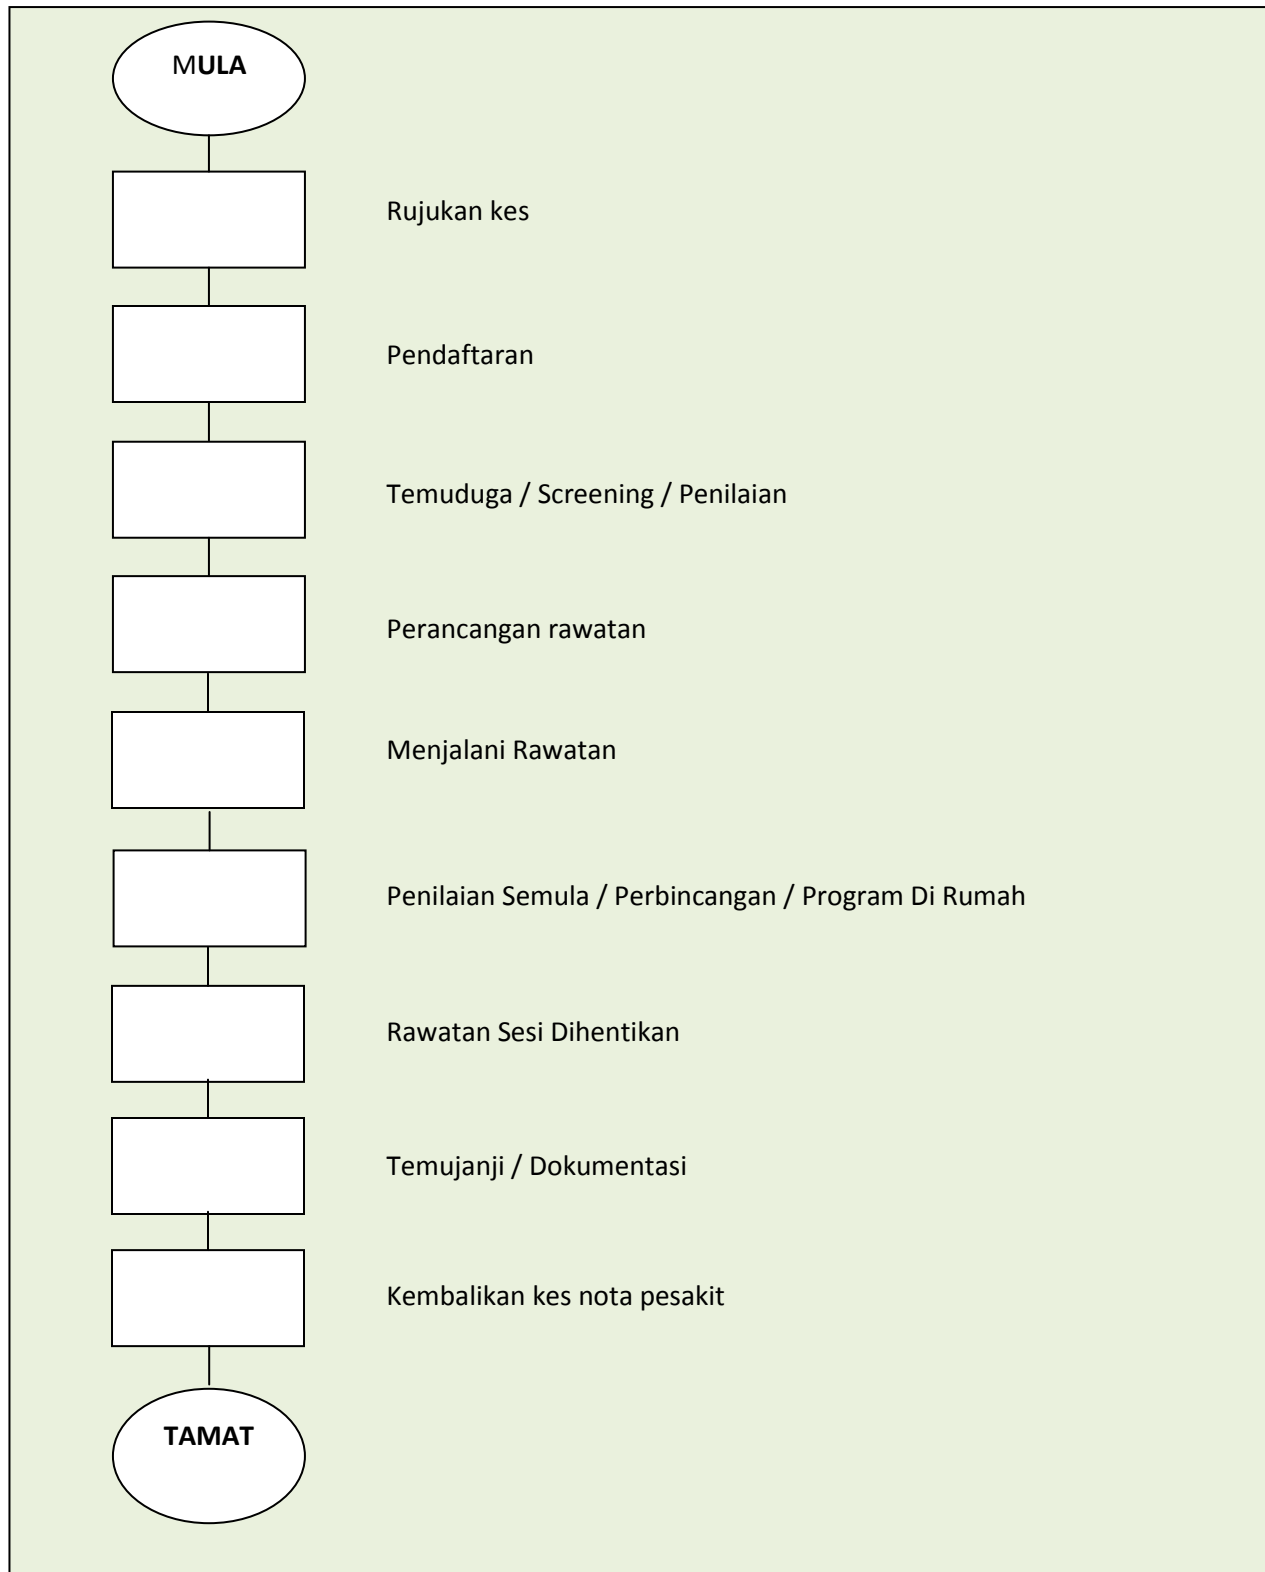 MULA
Rujukan kes
Pendaftaran
Temuduga / Screening / Penilaian
Perancangan rawatan
Menjalani Rawatan
Penilaian Semula / Perbincangan / Program Di Rumah
Rawatan Sesi Dihentikan
Temujanji / Dokumentasi
Kembalikan kes nota pesakit
TAMAT